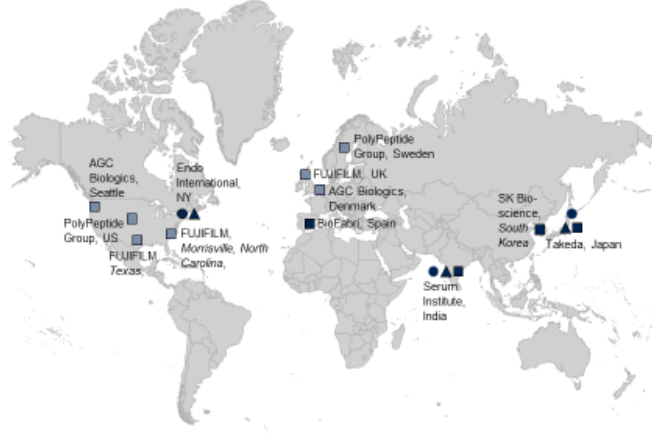 AGC
Biologics,
Seattle
Endo
International,
NY
PolyPeptide
Group, US
FUJIFILM
Texas,
FUJIFILM,
Morrisville, North
Carolina,
PolyPeptide
Group, Sweden
FUJIFILM, UK
AGC Biologics,
Denmark
BioFabri, Spain
Serum
Institute,
India
SK Bio-
science,
South
Korea
Takeda, Japan